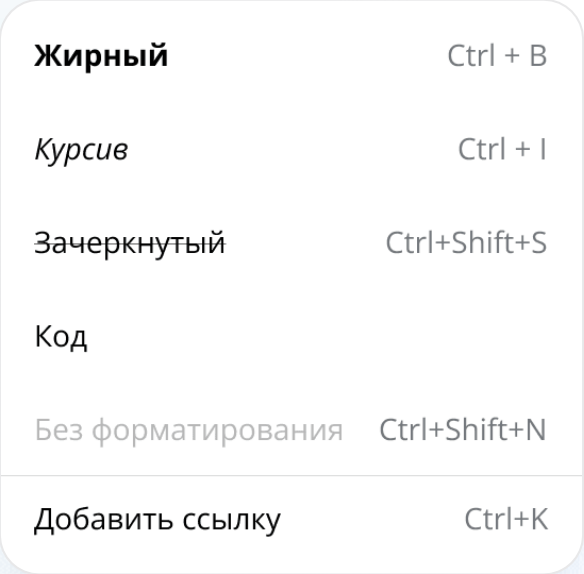 Жирный Ctrl + B
Курсив Ctrl + I
Зачеркнутый Ctrl+Shift+S
Код
Без форматирования Ctrl+Shift+N
Добавить ссылку Ctrl+K